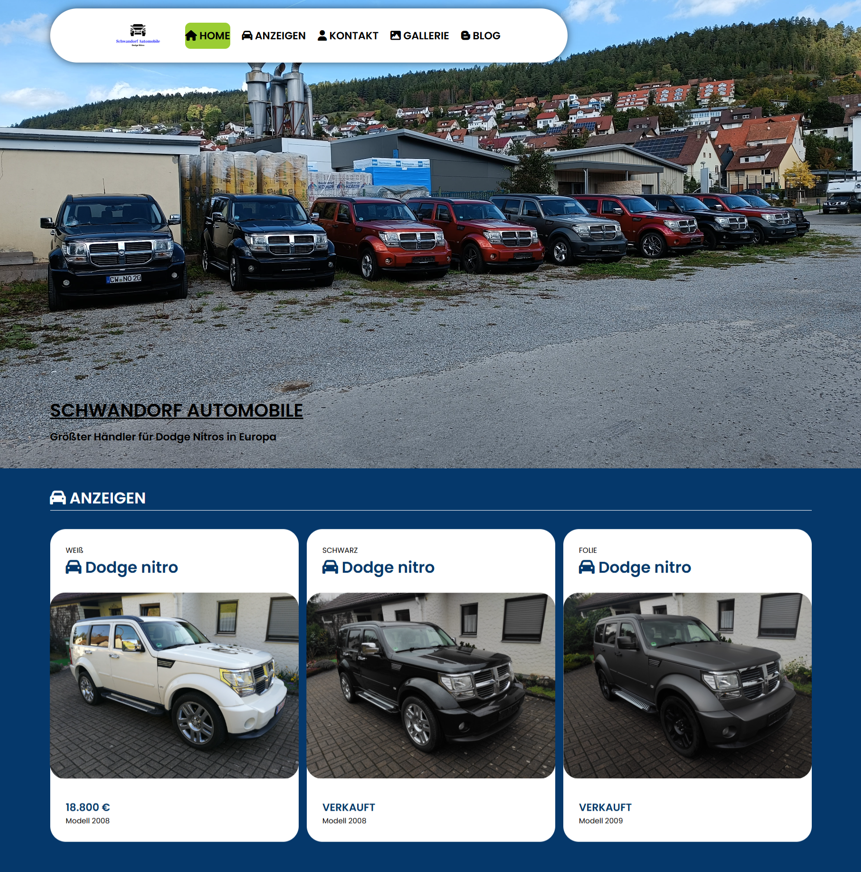 Schwandorf Automobile
HOME ANZEIGEN KONTAKT GALLERIE BLOG
SCHWANDORF AUTOMOBILE
Größter Händler für Dodge Nitros in Europa
ANZEIGEN
WEIß
Dodge nitro
SCHWARZ
Dodge nitro
FOLIE
Dodge nitro
18.800 €
Modell 2008
VERKAUFT
Modell 2008
VERKAUFT
Modell 2009